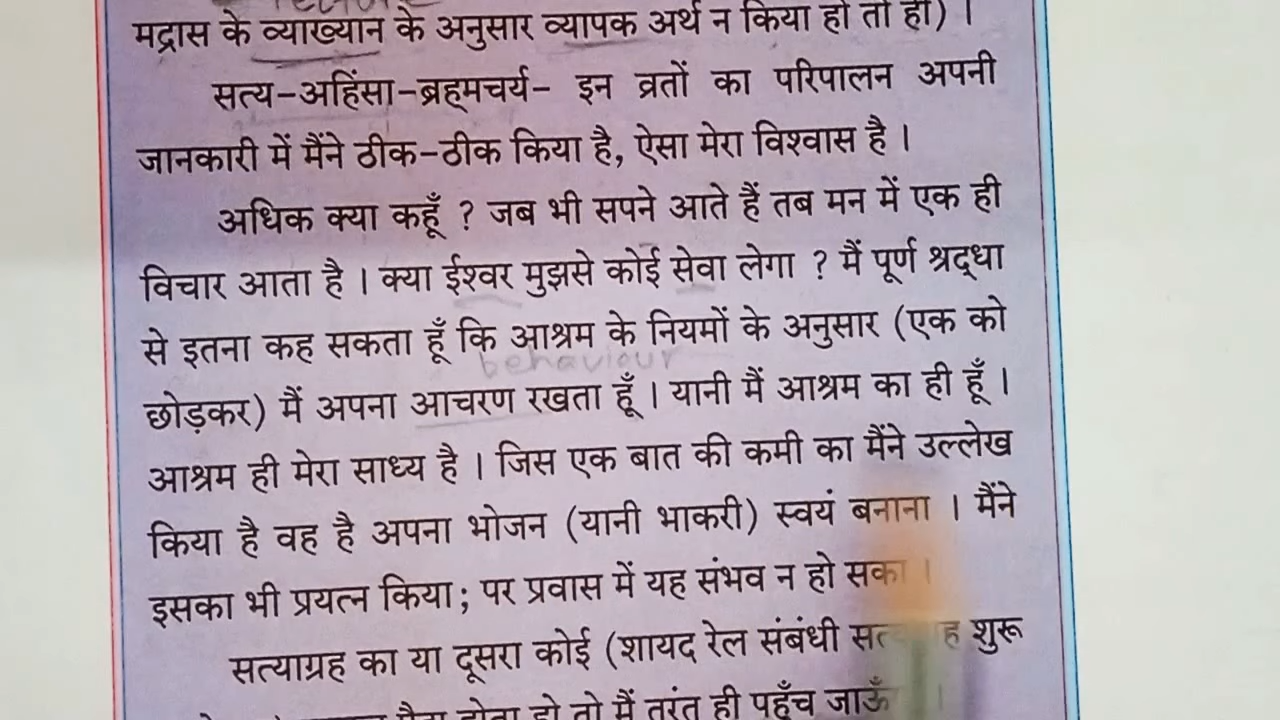 मद्रास के व्याख्यान के अनुसार व्यापक अर्थ न किया हो तो ही) ।
सत्य-अहिंसा-ब्रह्मचर्य- इन व्रतों का परिपालन अपनी
जानकारी में मैंने ठीक-ठीक किया है, ऐसा मेरा विश्वास है ।
अधिक क्या कहूँ ? जब भी सपने आते हैं तब मन में एक ही
विचार आता है । क्या ईश्वर मुझसे कोई सेवा लेगा ? मैं पूर्ण श्रद्धा
से इतना कह सकता हूँ कि आश्रम के नियमों के अनुसार (एक को
behaviour
छोड़कर) मैं अपना आचरण रखता हूँ । यानी मैं आश्रम का ही हूँ ।
आश्रम ही मेरा साध्य है । जिस एक बात की कमी का मैंने उल्लेख
किया है वह है अपना भोजन (यानी भाकरी) स्वयं बनाना । मैंने
इसका भी प्रयत्न किया; पर प्रवास में यह संभव न हो सका ।
सत्याग्रह का या दूसरा कोई (शायद रेल संबंधी शुरू
हो तो मैं तुरंत ही पहुँच जाऊँ